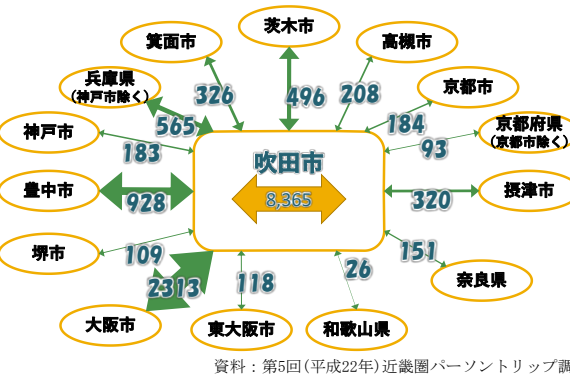 茨木市
箕面市
高槻市
兵庫県
(神戸市除く)
京都市
326
496
208
565
184
京都府県
(京都市除く)
神戸市
183
93
吹田市
豊中市
928
8,365
320
摂津市
堺市
109
151
2313
118
26
奈良県
大阪市
東大阪市
和歌山県
資料：第5回(平成22年)近畿圏パーソントリップ調